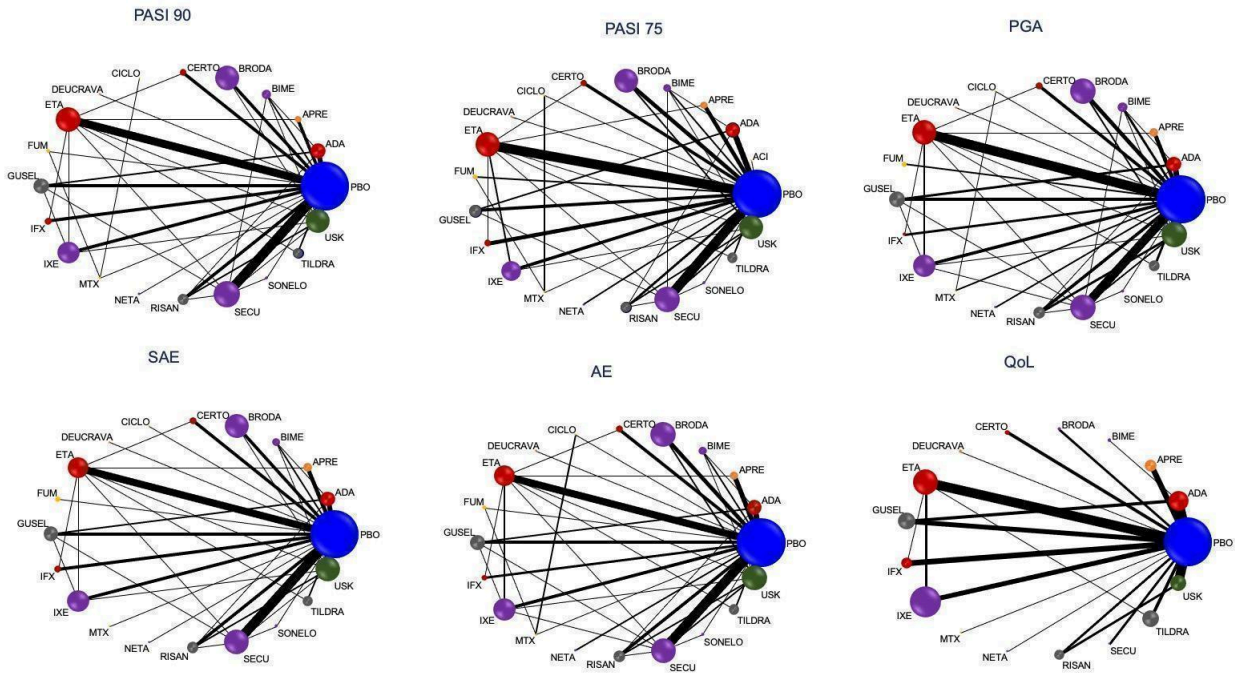 PASI 90
CICLO
CERTO
BRODA
DEUCRAVA
BIME
ETA
APRE
ADA
FUM
GUSEL
PBO
IFX
USK
IXE
TILDRA
MTX
SONELO
NETA
RISAN
SECU
PASI 75
CERTO
BRODA
BIME
CICLO
DEUCRAVA
APRE
ETA
ADA
ACI
FUM
PBO
GUSEL
USK
IFX
TILDRA
IXE
SONELO
MTX
NETA
RISAN
SECU
PGA
CERTO
BRODA
CICLO
BIME
DEUCRAVA
APRE
ETA
ADA
FUM
GUSEL
PBO
USK
IFX
TILDRA
IXE
MTX
SONELO
NETA
RISAN
SECU
SAE
CERTO
BRODA
CICLO
DEUCRAVA
BIME
ETA
APRE
ADA
FUM
GUSEL
PBO
IFX
USK
IXE
TILDRA
MTX
SONELO
NETA
RISAN
SECU
AE
CICLO
CERTO
BRODA
DEUCRAVA
BIME
ETA
APRE
FUM
ADA
GUSEL
PBO
IFX
USK
IXE
TILDRA
MTX
SONELO
NETA
RISAN
SECU
QoL
CERTO
BRODA
BIME
DEUCRAVA
APRE
ETA
ADA
GUSEL
PBO
IFX
USK
IXE
TILDRA
MTX
SECU
NETA
RISAN